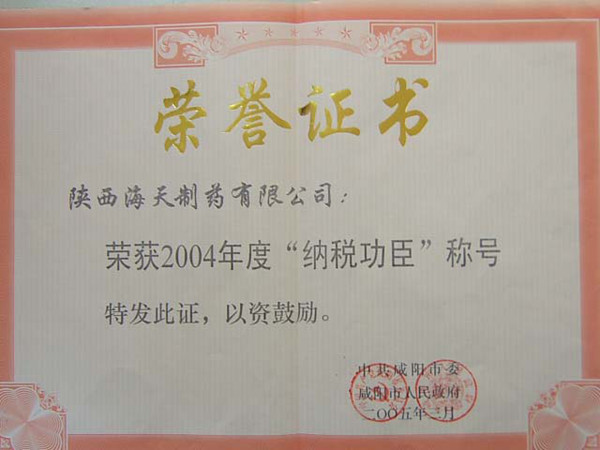 荣誉证书
陕西海天制药有限公司：
荣获2004年度“纳税功臣”称号
特发此证，以资鼓励。
中共咸阳市委
咸阳市人民政府
二〇〇五年三月